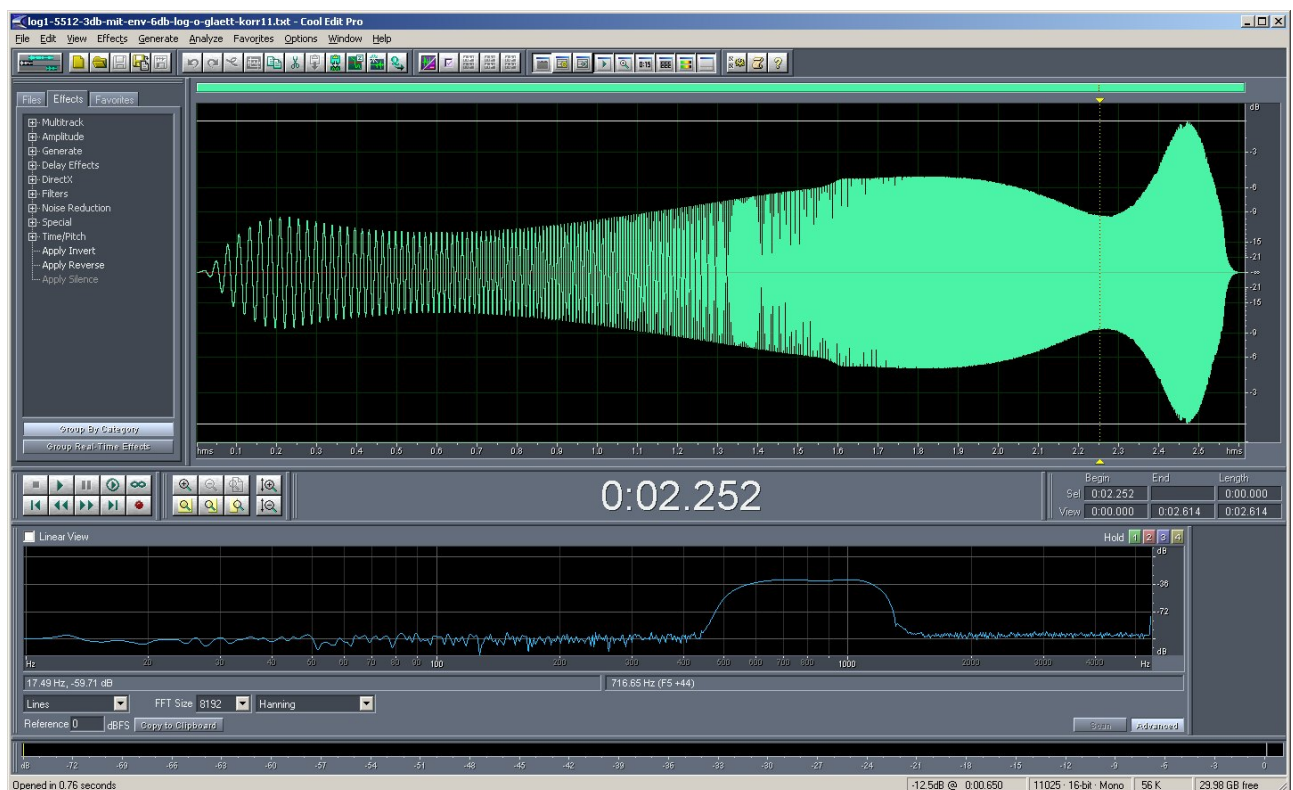 log1-5512-3db-mit-env-6db-log-o-glaett-korr11.txt - Cool Edit Pro
File Edit View Effects Generate Analyze Favorites Options Window Help
Files Effects Favorites
Multitrack
Amplitude
Generate
Delay Effects
DirectX
Filters
Noise Reduction
Special
Time/Pitch
Apply Invert
Apply Reverse
Apply Silence
Group By Category
Group Real-Time Effects
dB
-3
-6
-9
-15
-21
-∞
-21
-15
-9
-6
-3
hms 0.1 0.2 0.3 0.4 0.5 0.6 0.7 0.8 0.9 1.0 1.1 1.2 1.3 1.4 1.5 1.6 1.7 1.8 1.9 2.0 2.1 2.2 2.3 2.4 2.5 hms
0:02.252
Begin End Length
Sel 0:02.252 0:00.000
View 0:00.000 0:02.614 0:02.614
Linear View
Hold 1 2 3 4
dB
-36
-72
dB
Hz 20 30 40 50 60 70 80 90 100 200 300 400 500 600 700 800 1000 2000 3000 4000 Hz
17.49 Hz, -59.71 dB
716.65 Hz (F5 +44)
Lines FFT Size 8192 Hanning
Reference 0 dBFS Copy to Clipboard
Scan Advanced
dB -72 -69 -66 -63 -60 -57 -54 -51 -48 -45 -42 -39 -36 -33 -30 -27 -24 -21 -18 -15 -12 -9 -6 -3 0
Opened in 0.76 seconds
-12.5dB @ 0:00.650 11025 · 16-bit · Mono 56 K 29.98 GB free